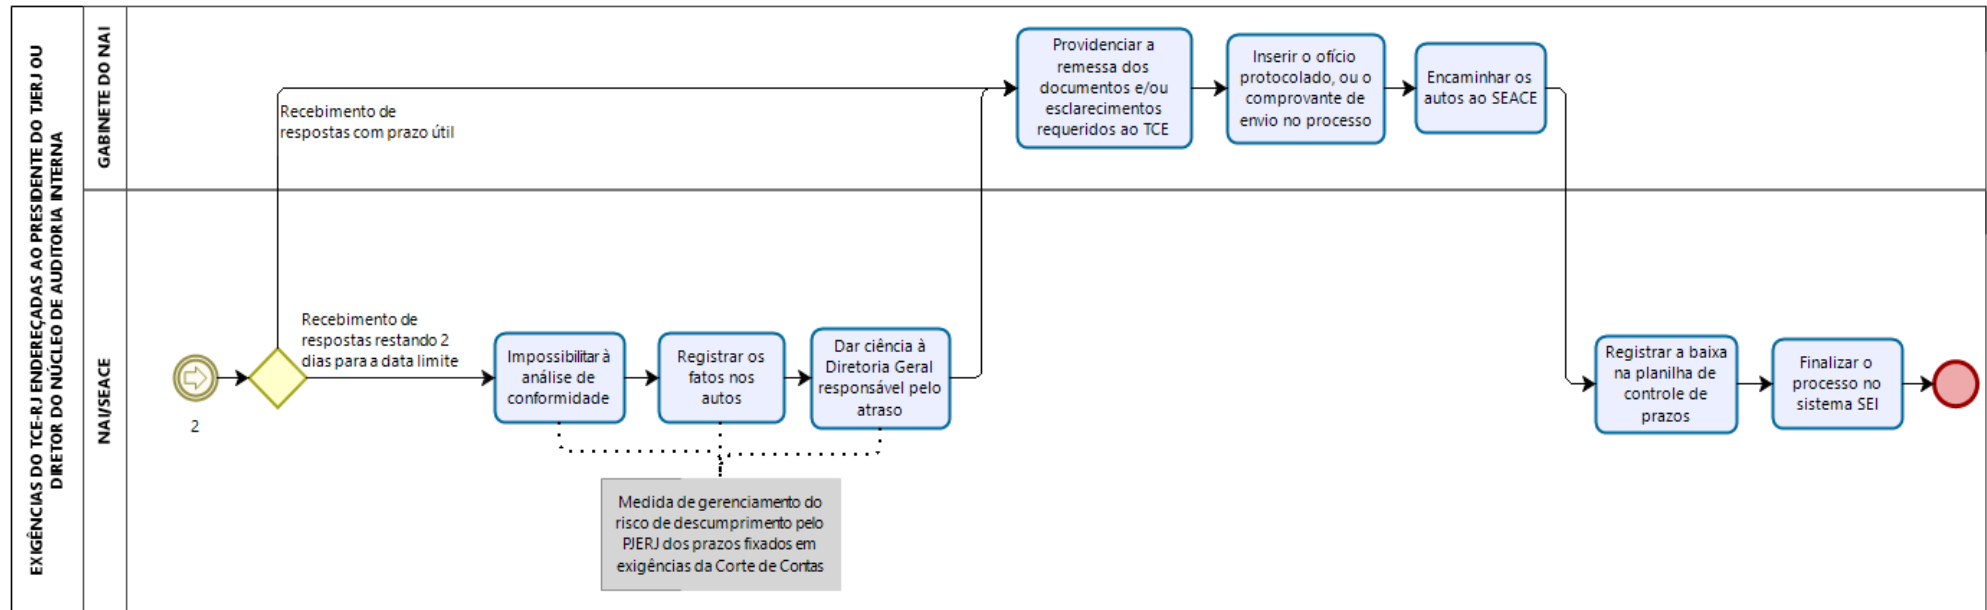 EXIGÊNCIAS DO TCE-RJ ENDEREÇADAS AO PRESIDENTE DO TJERJ OU
DIRETOR DO NÚCLEO DE AUDITORIA INTERNA
GABINETE DO NAI
Recebimento de
respostas com prazo útil
Providenciar a
remessa dos
documentos e/ou
esclarecimentos
requeridos ao TCE
Inserir o ofício
protocolado, ou o
comprovante de
envio no processo
Encaminhar os
autos ao SEACE
NAI/SEACE
2
Recebimento de
respostas restando 2
dias para a data limite
Impossibilitar à
análise de
conformidade
Registrar os
fatos nos
autos
Dar ciência à
Diretoria Geral
responsável pelo
atraso
Medida de gerenciamento do
risco de descumprimento pelo
PJERJ dos prazos fixados em
exigências da Corte de Contas
Registrar a baixa
na planilha de
controle de
prazos
Finalizar o
processo no
sistema SEI